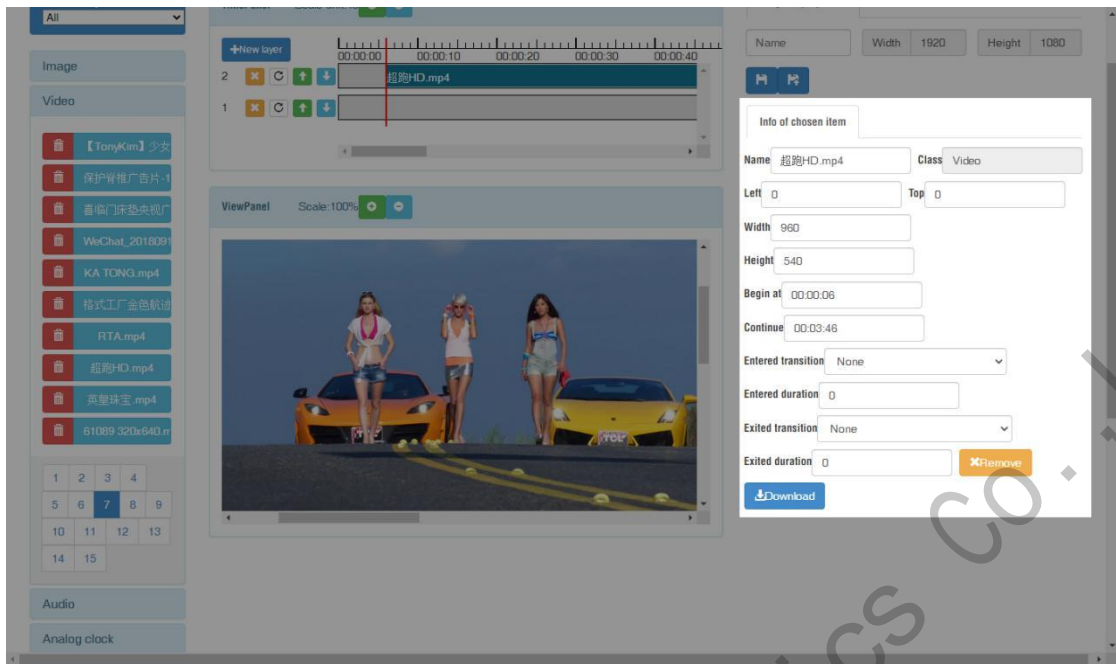 All
Image
Video
【TonyKim】少女
保护脊椎广告片-1
喜临门床垫央视广
WeChat_2018091
KA TONG.mp4
格式工厂金色航迪
RTA.mp4
超跑HD.mp4
英皇珠宝.mp4
61089 320x640.m
1 2 3 4
5 6 7 8 9
10 11 12 13
14 15
Audio
Analog clock
New layer
00:00:00 00:00:10 00:00:20 00:00:30 00:00:40
2 超跑HD.mp4
1
ViewPanel Scale:100%
TCL
Name Width 1920 Height 1080
Info of chosen item
Name 超跑HD.mp4 Class Video
Left 0 Top 0
Width 960
Height 540
Begin at 00:00:06
Continue 00:03:46
Entered transition None
Entered duration 0
Exited transition None
Exited duration 0 Remove
Download
cs Co.,